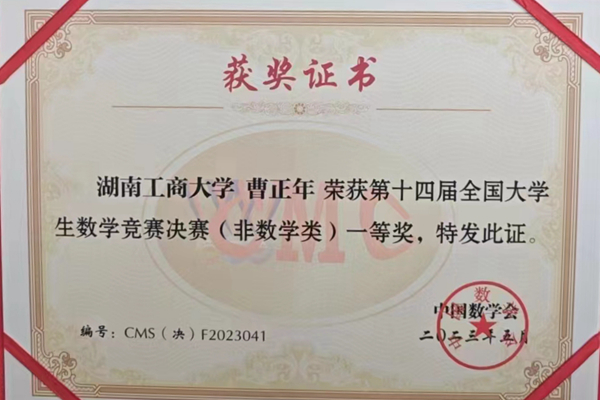 获奖证书
湖南工商大学 曹正年 荣获第十四届全国大学
生数学竞赛决赛（非数学类）一等奖，特发此证。
中国数学会
编号：CMS（决）F2023041
二〇二三年五月